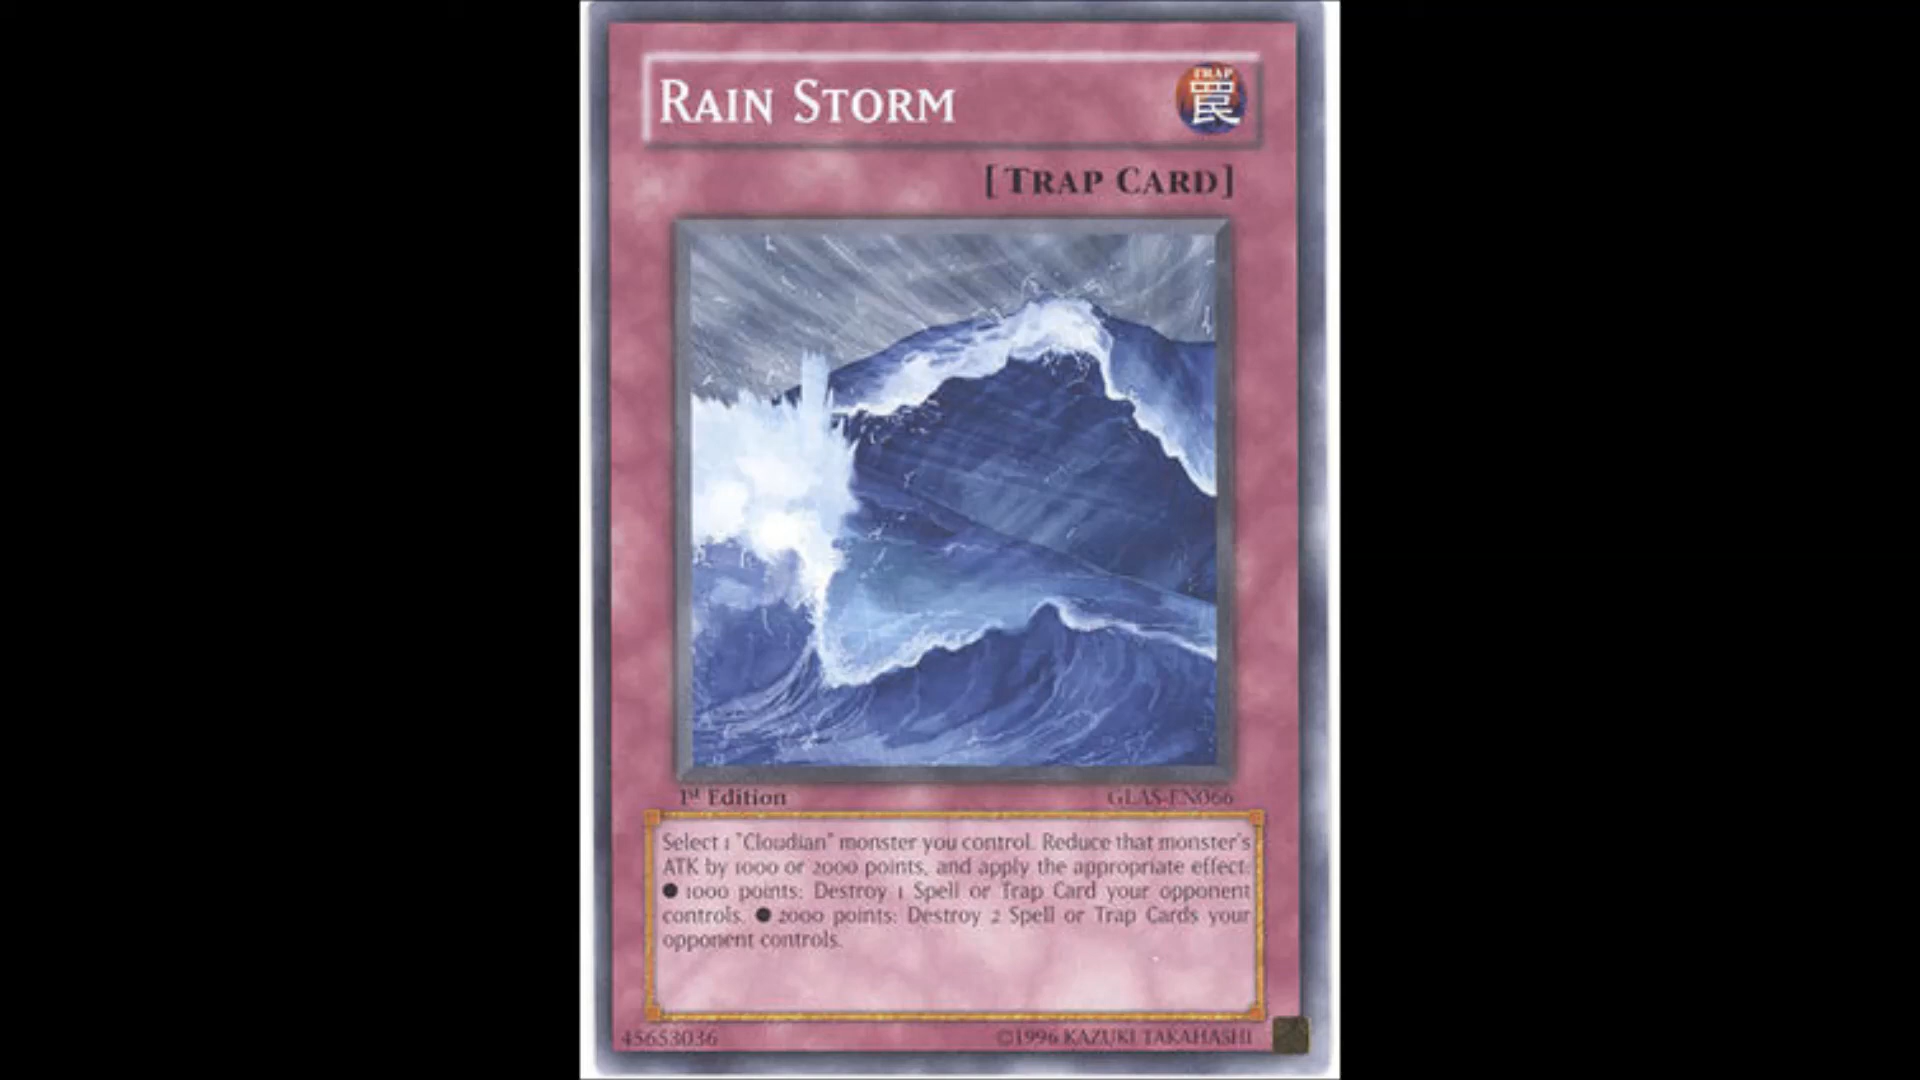 RAIN STORM
TRAP
罠
[TRAP CARD]
1st Edition
GLAS-EN066
Select 1 "Cloudian" monster you control. Reduce that monster's
ATK by 1000 or 2000 points, and apply the appropriate effect:
● 1000 points: Destroy 1 Spell or Trap Card your opponent
controls. ● 2000 points: Destroy 2 Spell or Trap Cards your
opponent controls.
45653036
©1996 KAZUKI TAKAHASHI